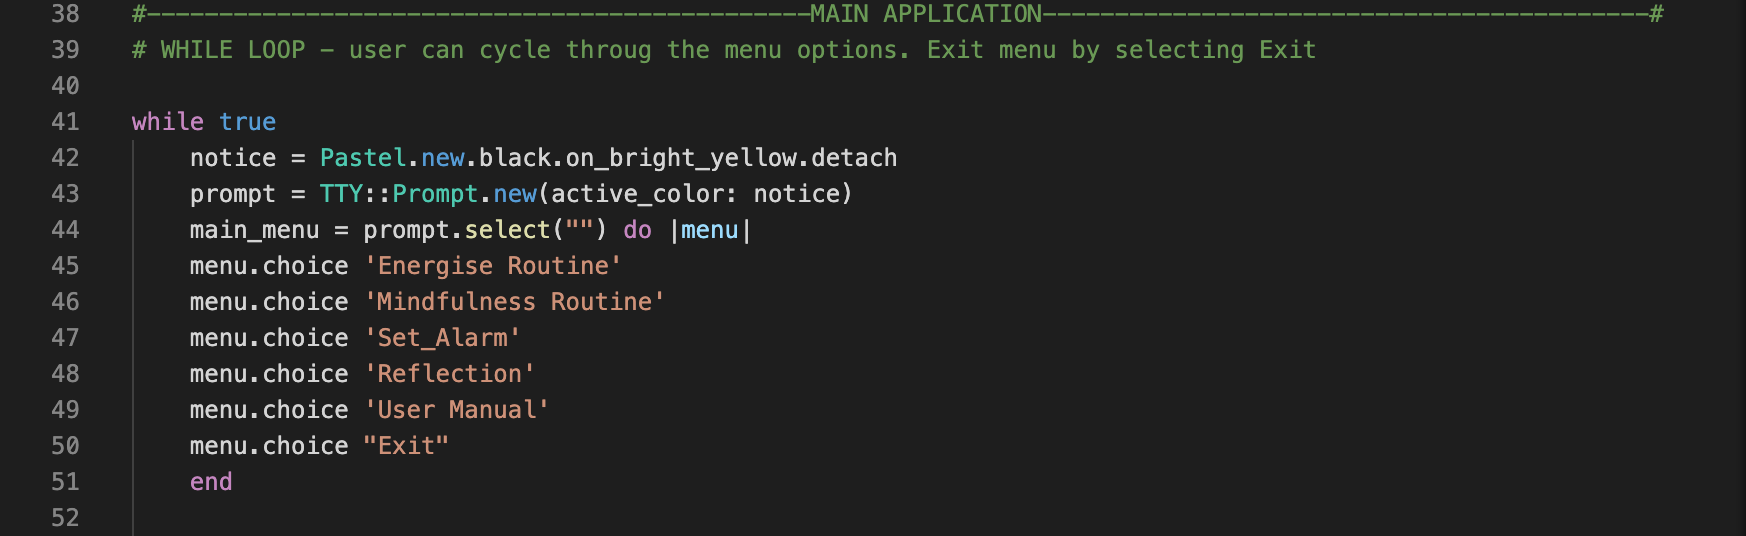 38 #----------------------------------------------MAIN APPLICATION------------------------------------------#
39 # WHILE LOOP - user can cycle throug the menu options. Exit menu by selecting Exit
40
41 while true
42 notice = Pastel.new.black.on_bright_yellow.detach
43 prompt = TTY::Prompt.new(active_color: notice)
44 main_menu = prompt.select("") do |menu|
45 menu.choice 'Energise Routine'
46 menu.choice 'Mindfulness Routine'
47 menu.choice 'Set_Alarm'
48 menu.choice 'Reflection'
49 menu.choice 'User Manual'
50 menu.choice "Exit"
51 end
52